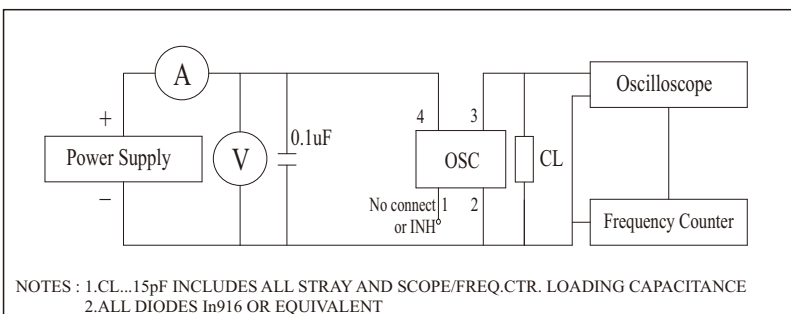 A
+
Power Supply
−
V
0.1uF
4
3
OSC
CL
No connect
or INH
1
2
Oscilloscope
Frequency Counter
NOTES : 1.CL...15pF INCLUDES ALL STRAY AND SCOPE/FREQ.CTR. LOADING CAPACITANCE
2.ALL DIODES In916 OR EQUIVALENT